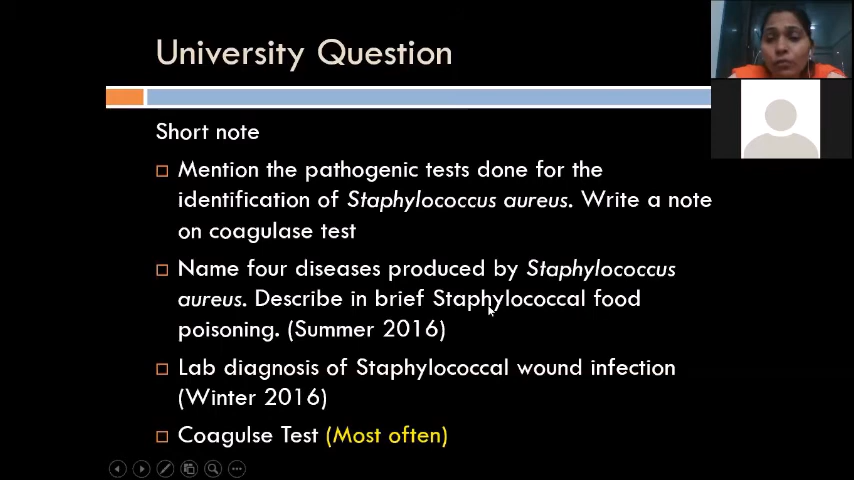 University Question
Short note
Mention the pathogenic tests done for the
identification of Staphylococcus aureus. Write a note
on coagulase test
Name four diseases produced by Staphylococcus
aureus. Describe in brief Staphylococcal food
poisoning. (Summer 2016)
Lab diagnosis of Staphylococcal wound infection
(Winter 2016)
Coagulse Test (Most often)